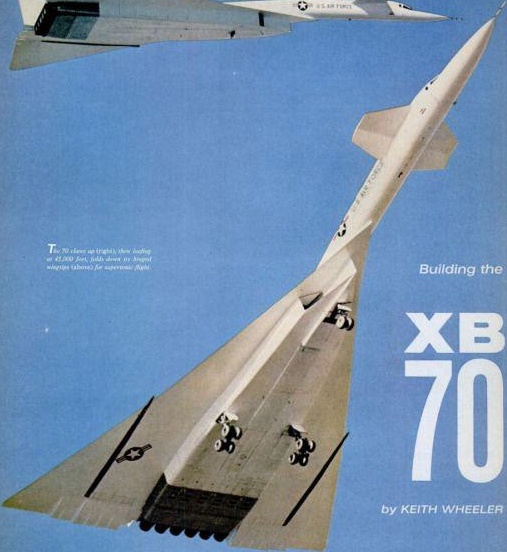 U.S. AIR FORCE
U.S. AIR FORCE
The 70 claws up (right); then leveling
at 45,000 feet, folds down its hinged
wingtips (above) for supersonic flight.
Building the
XB
70
by KEITH WHEELER